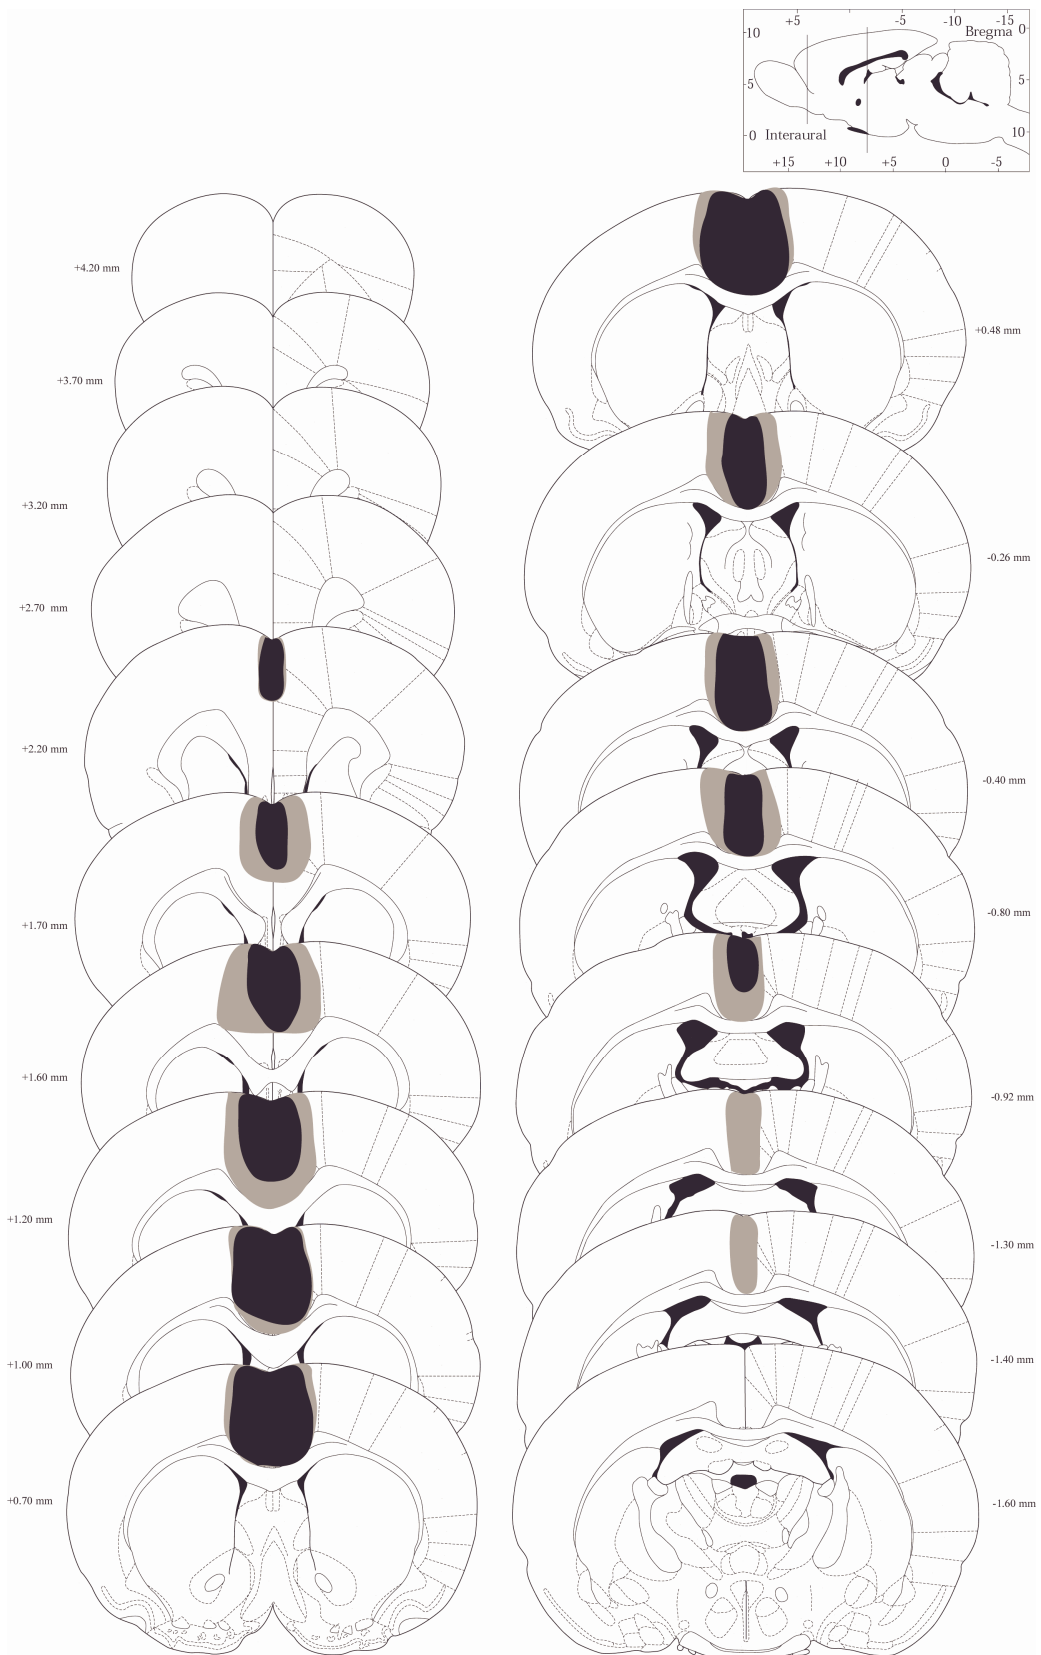 +5 -5 -10 -15
10 Bregma 0
5 5
0 Interaural 10
+15 +10 +5 0 -5
+4.20 mm
+3.70 mm
+3.20 mm
+2.70 mm
+2.20 mm
+1.70 mm
+1.60 mm
+1.20 mm
+1.00 mm
+0.70 mm
+0.48 mm
-0.26 mm
-0.40 mm
-0.80 mm
-0.92 mm
-1.30 mm
-1.40 mm
-1.60 mm